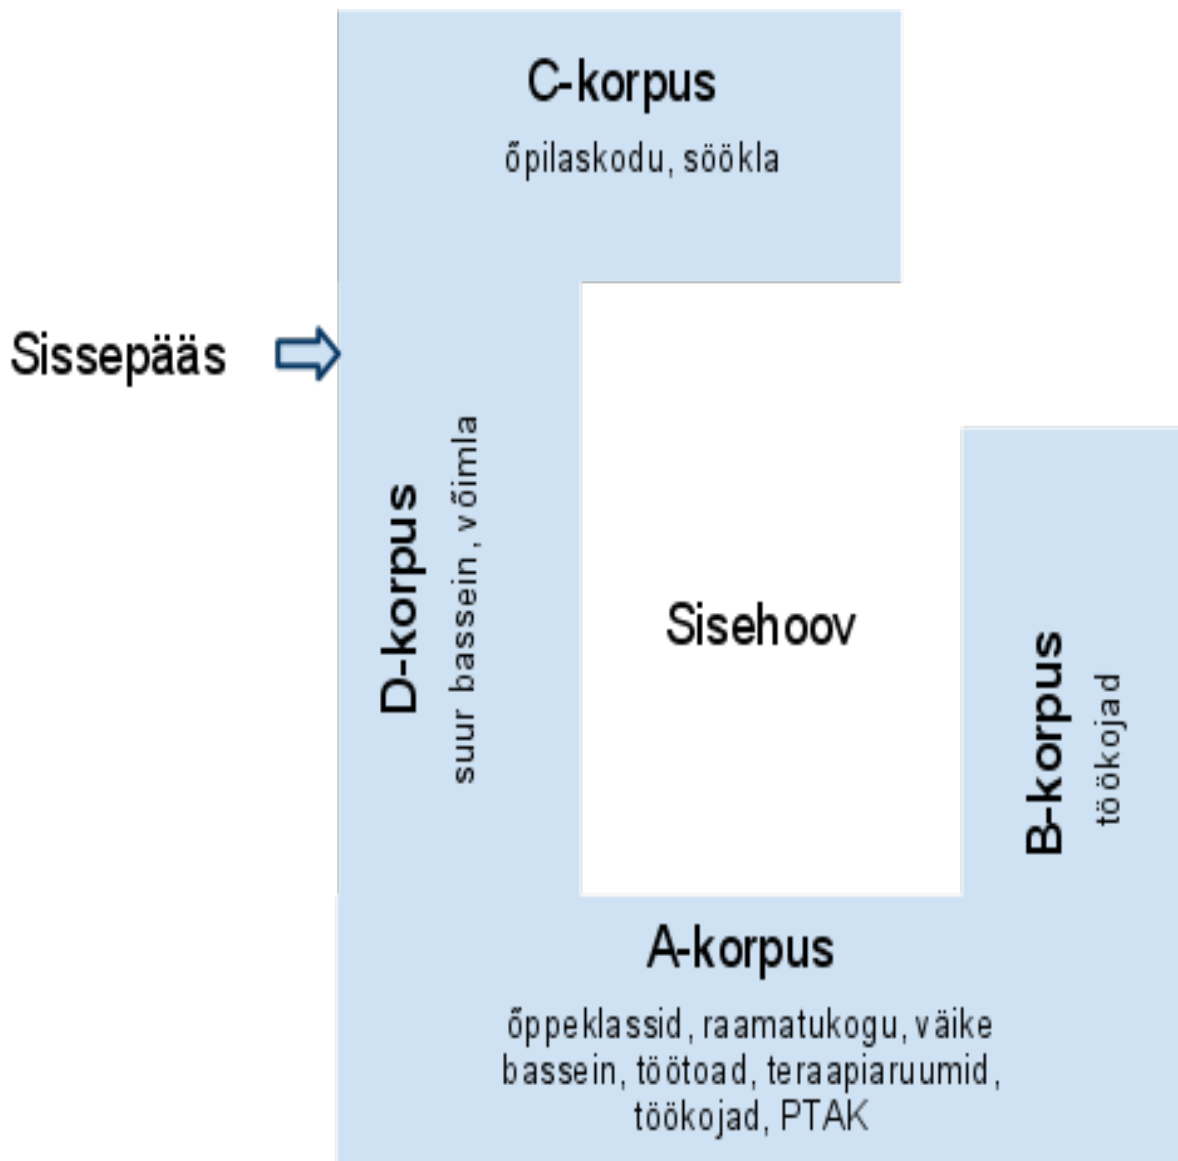 C-korpus
õpilaskodu, söökla
Sissepääs
D-korpus
suur bassein, võimla
Sisehoov
B-korpus
töökojad
A-korpus
õppeklassid, raamatukogu, väike
bassein, töötoad, teraapiaruumid,
töökojad, PTAK